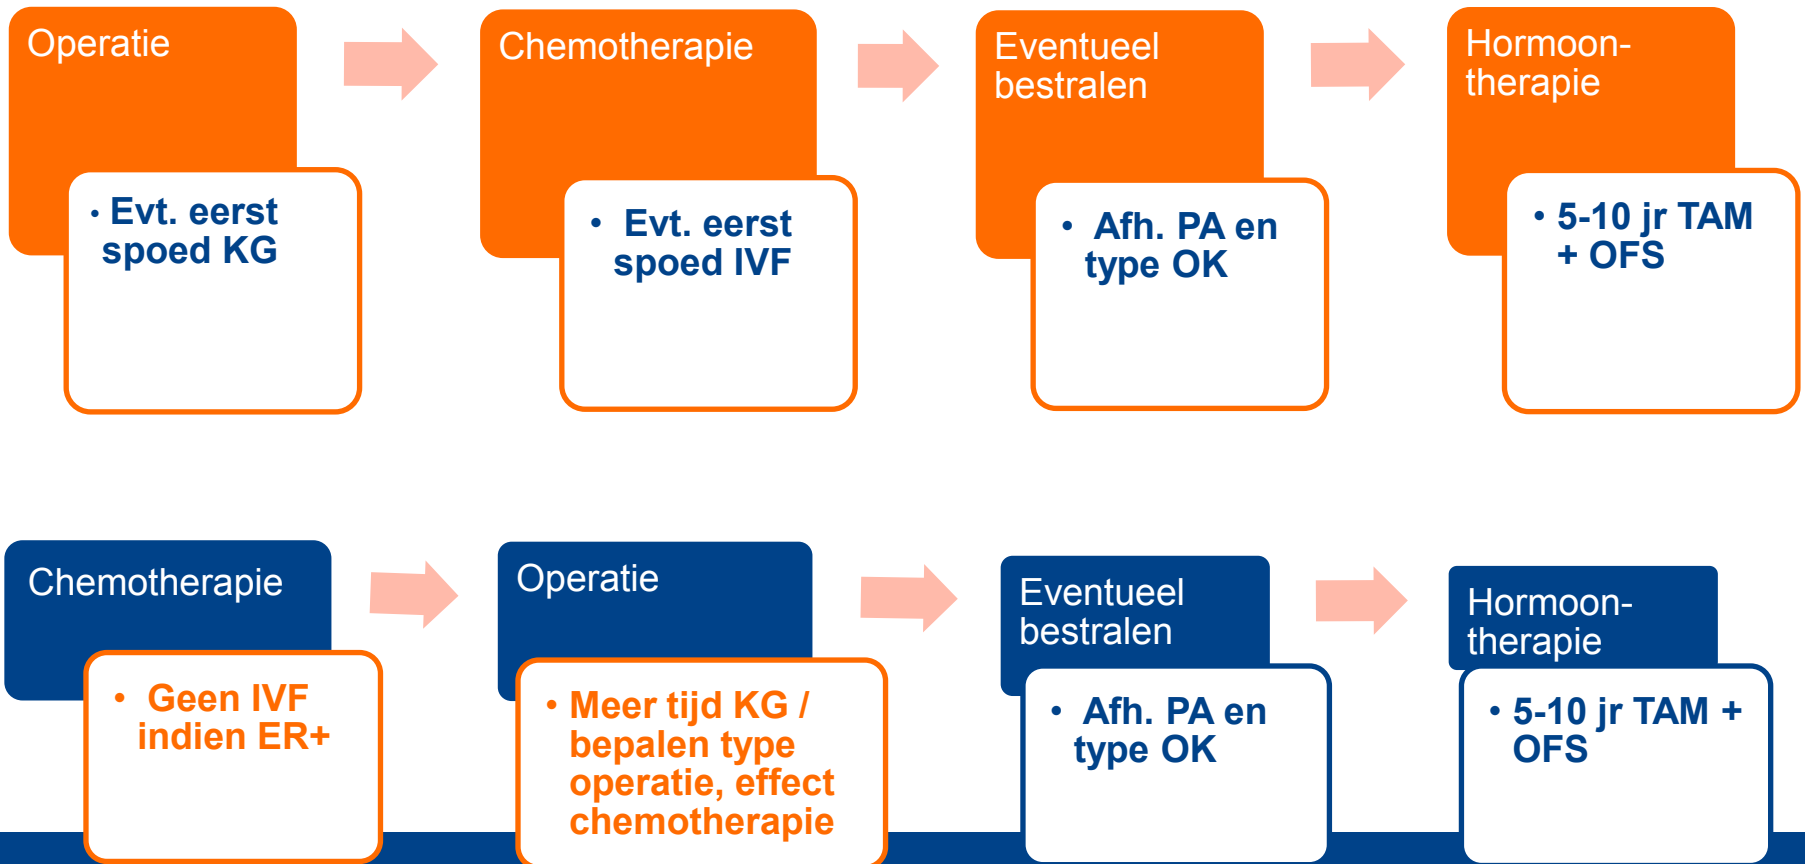 Operatie
• Evt. eerst
spoed KG
Chemotherapie
• Evt. eerst
spoed IVF
Eventueel
bestralen
• Afh. PA en
type OK
Hormoon-
therapie
• 5-10 jr TAM
+ OFS
Chemotherapie
• Geen IVF
indien ER+
Operatie
• Meer tijd KG /
bepalen type
operatie, effect
chemotherapie
Eventueel
bestralen
• Afh. PA en
type OK
Hormoon-
therapie
• 5-10 jr TAM +
OFS